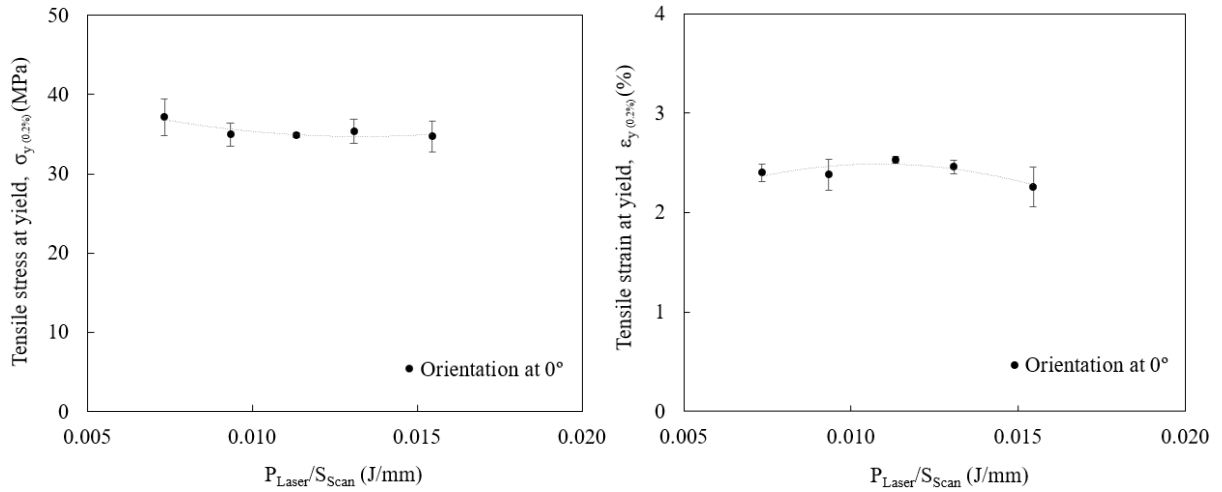 Tensile stress at yield, σy (0.2%) (MPa)
50
40
30
20
10
0
Orientation at 0º
0.005 0.010 0.015 0.020
PLaser/SScan (J/mm)
Tensile strain at yield, εy (0.2%) (%)
4
3
2
1
0
Orientation at 0º
0.005 0.010 0.015 0.020
PLaser/SScan (J/mm)